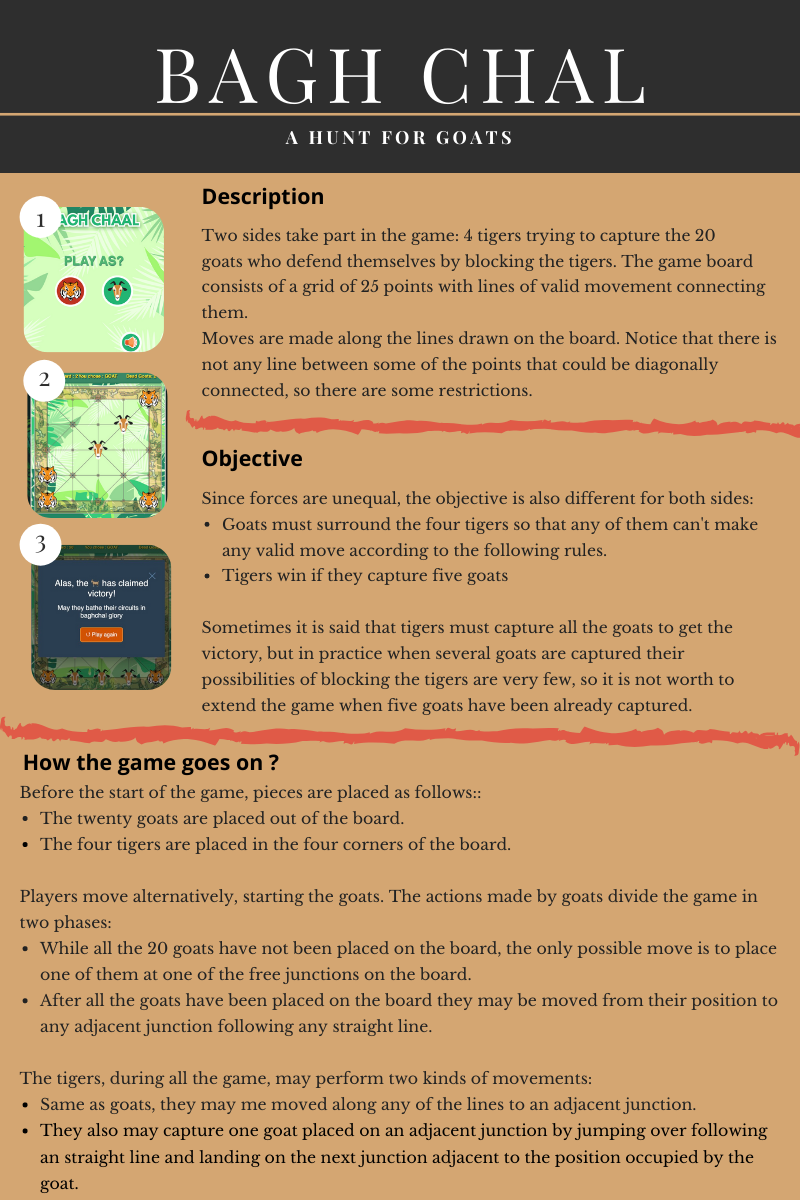 BAGH CHAL
A HUNT FOR GOATS
1
AGH CHAAL
PLAY AS?
2
GOAT
3
Alas, the has claimed
victory!
May they bathe their circuits in
baghchal glory
Play again
Description
Two sides take part in the game: 4 tigers trying to capture the 20
goats who defend themselves by blocking the tigers. The game board
consists of a grid of 25 points with lines of valid movement connecting
them.
Moves are made along the lines drawn on the board. Notice that there is
not any line between some of the points that could be diagonally
connected, so there are some restrictions.
Objective
Since forces are unequal, the objective is also different for both sides:
• Goats must surround the four tigers so that any of them can't make
any valid move according to the following rules.
• Tigers win if they capture five goats
Sometimes it is said that tigers must capture all the goats to get the
victory, but in practice when several goats are captured their
possibilities of blocking the tigers are very few, so it is not worth to
extend the game when five goats have been already captured.
How the game goes on ?
Before the start of the game, pieces are placed as follows::
• The twenty goats are placed out of the board.
• The four tigers are placed in the four corners of the board.
Players move alternatively, starting the goats. The actions made by goats divide the game in
two phases:
• While all the 20 goats have not been placed on the board, the only possible move is to place
one of them at one of the free junctions on the board.
• After all the goats have been placed on the board they may be moved from their position to
any adjacent junction following any straight line.
The tigers, during all the game, may perform two kinds of movements:
• Same as goats, they may me moved along any of the lines to an adjacent junction.
• They also may capture one goat placed on an adjacent junction by jumping over following
an straight line and landing on the next junction adjacent to the position occupied by the
goat.